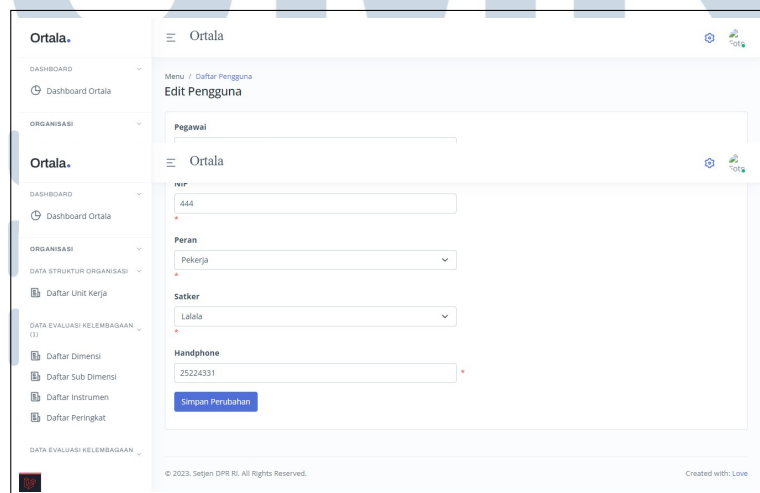 Ortala.
Ortala
Foto
DASHBOARD
Dashboard Ortala
ORGANISASI
Menu / Daftar Pengguna
Edit Pengguna
Pegawai
Ortala.
Ortala
Foto
DASHBOARD
Dashboard Ortala
ORGANISASI
DATA STRUKTUR ORGANISASI
Daftar Unit Kerja
DATA EVALUASI KELEMBAGAAN
(1)
Daftar Dimensi
Daftar Sub Dimensi
Daftar Instrumen
Daftar Peringkat
DATA EVALUASI KELEMBAGAAN
NIP
444
*
Peran
Pekerja
*
Satker
Lalala
*
Handphone
25224331 *
Simpan Perubahan
© 2023. Setjen DPR RI. All Rights Reserved.
Created with: Love